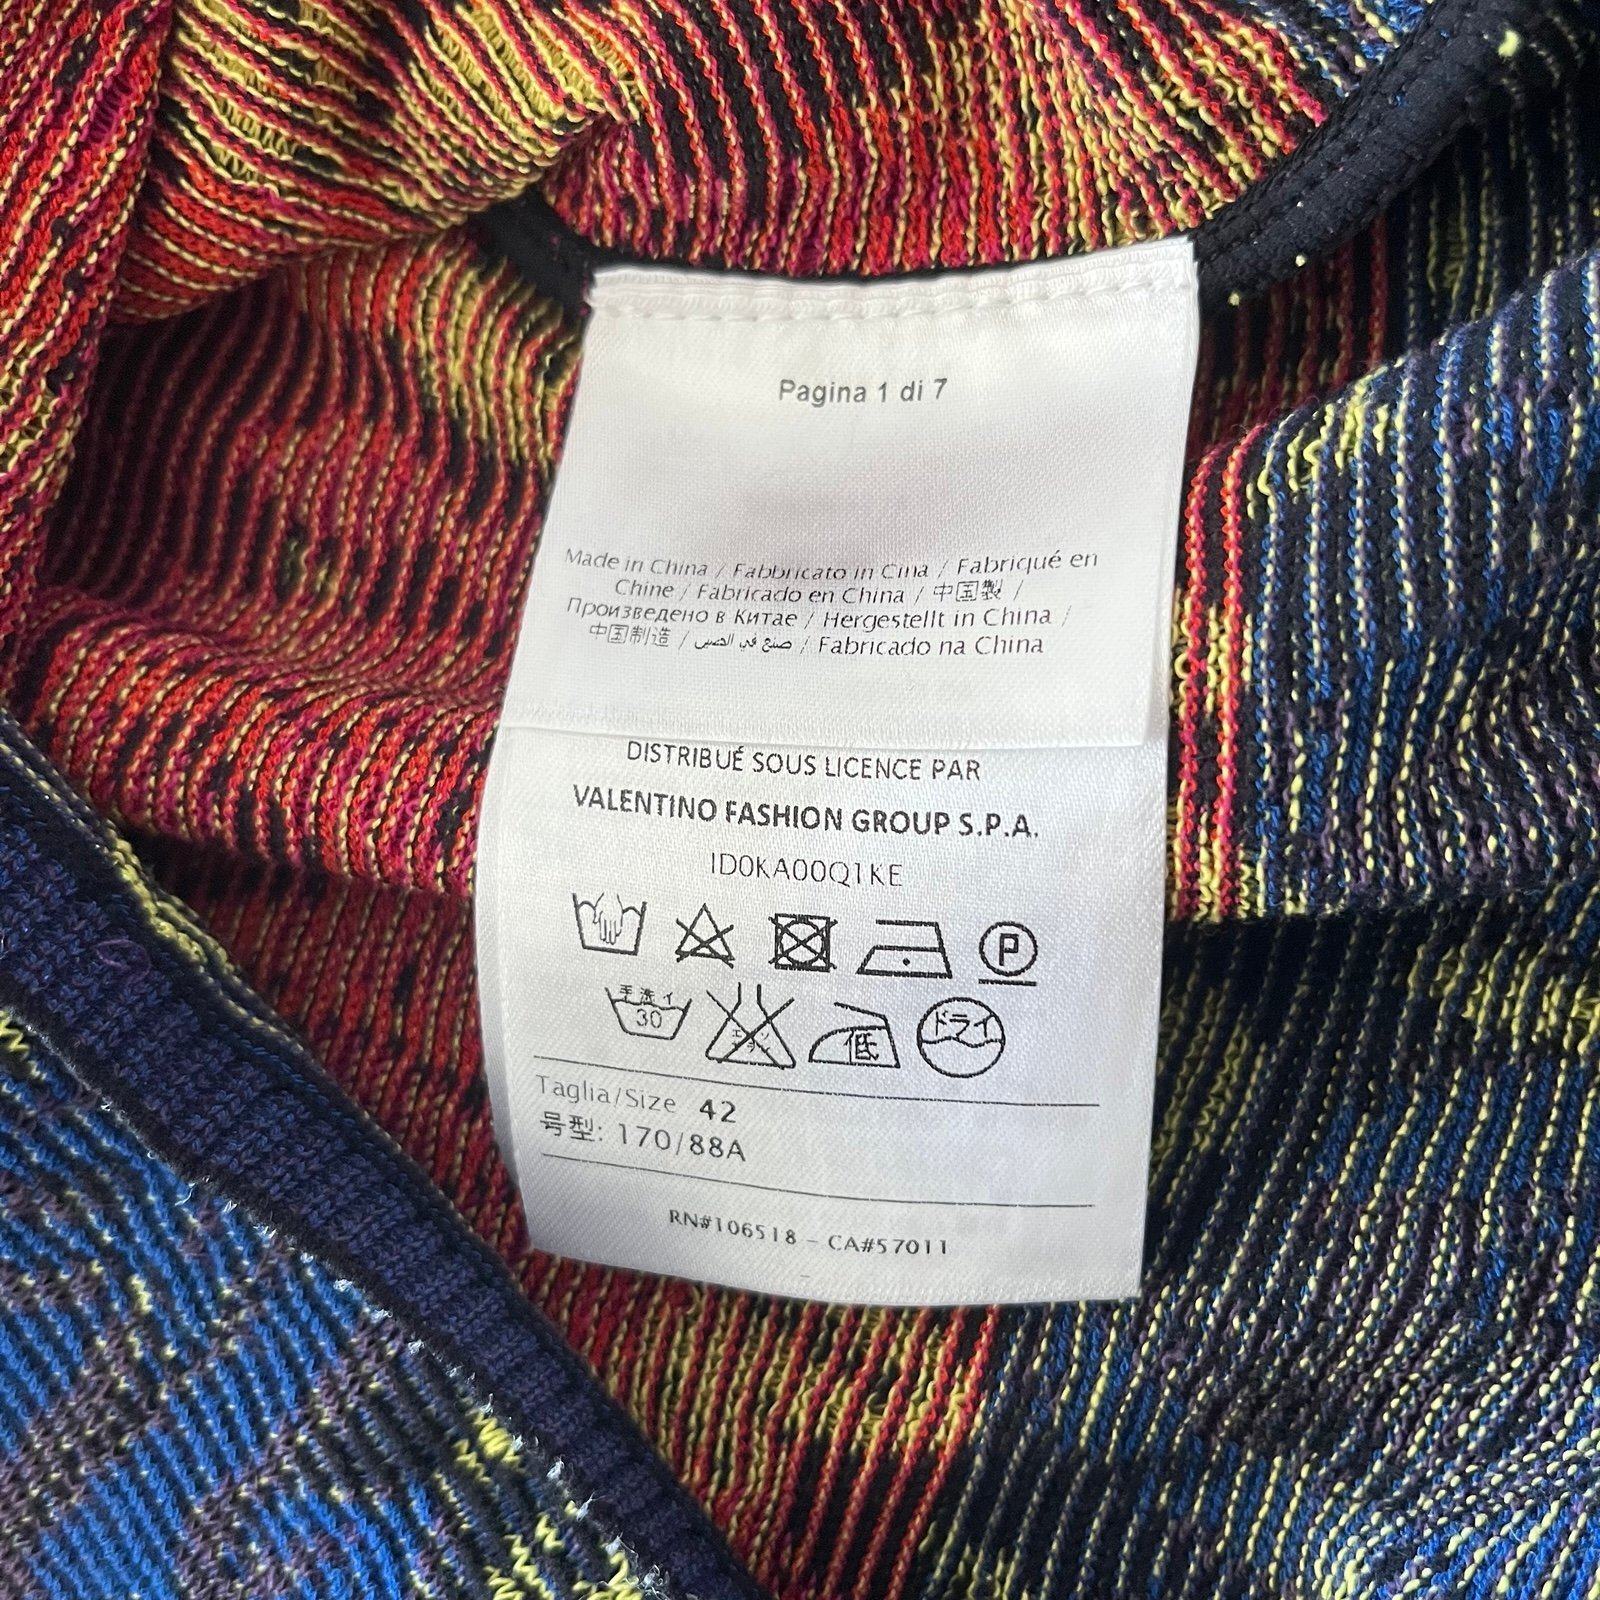 Pagina 1 di 7
Made in China / Fabbricato in Cina / Fabriqué en
Chine / Fabricado en China / 中国製 /
Произведено в Китае / Hergestellt in China /
中国制造 / صنع في الصين / Fabricado na China
DISTRIBUÉ SOUS LICENCE PAR
VALENTINO FASHION GROUP S.P.A.
ID0KA00Q1KE
P
手洗イ
30
エンソ
低
ドライ
Taglia/Size 42
号型: 170/88A
RN#106518 - CA#57011